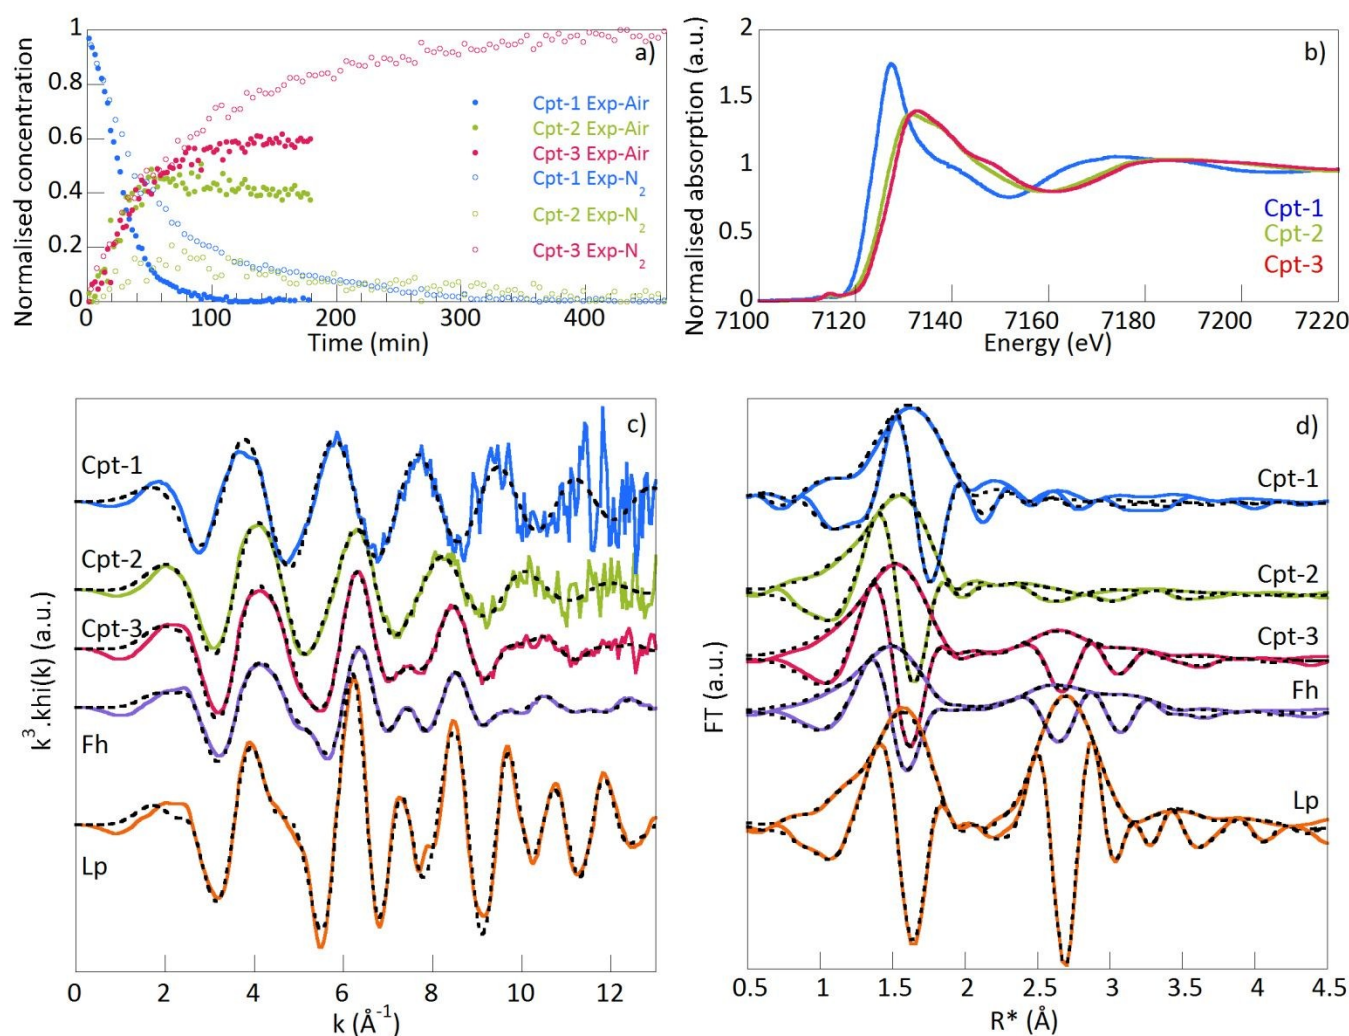 a)
Normalised concentration
1
0.8
0.6
0.4
0.2
0
Cpt-1 Exp-Air
Cpt-2 Exp-Air
Cpt-3 Exp-Air
Cpt-1 Exp-N2
Cpt-2 Exp-N2
Cpt-3 Exp-N2
0 100 200 300 400
Time (min)
b)
Normalised absorption (a.u.)
2
1.5
1
0.5
0
Cpt-1
Cpt-2
Cpt-3
7100 7120 7140 7160 7180 7200 7220
Energy (eV)
c)
k3.khi(k) (a.u.)
Cpt-1
Cpt-2
Cpt-3
Fh
Lp
0 2 4 6 8 10 12
k (Å-1)
d)
FT (a.u.)
Cpt-1
Cpt-2
Cpt-3
Fh
Lp
0.5 1 1.5 2 2.5 3 3.5 4 4.5
R* (Å)